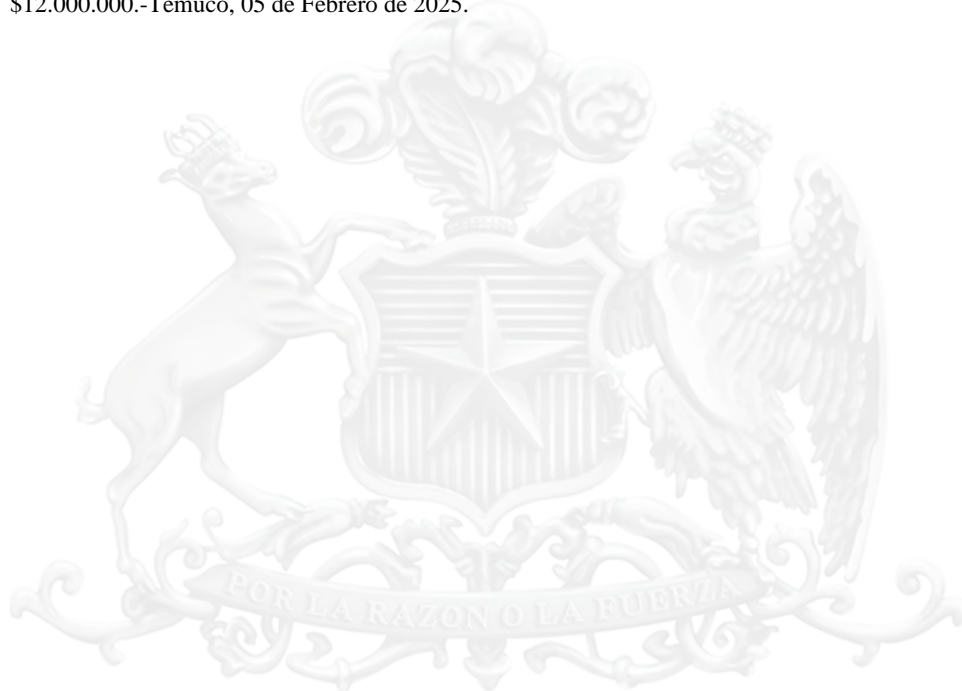 $12.000.000.-Temuco, 05 de Febrero de 2025.
POR LA RAZON O LA FUERZA